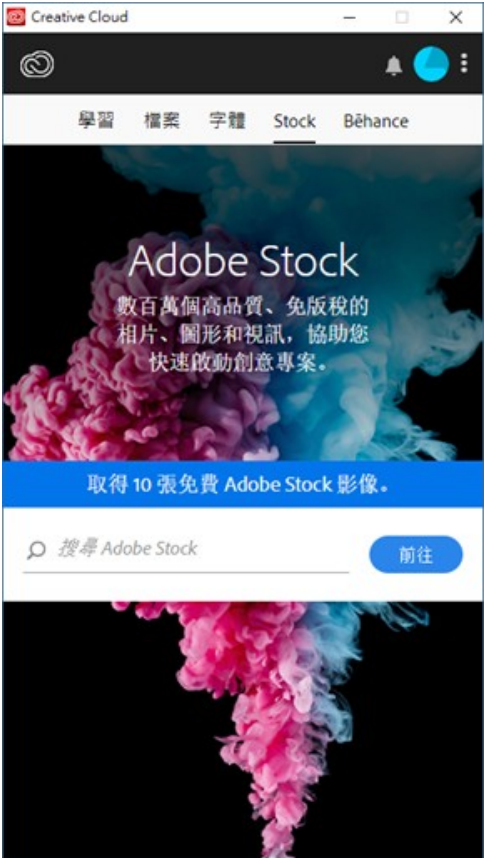 Creative Cloud
學習 檔案 字體 Stock Bēhance
Adobe Stock
數百萬個高品質、免版稅的
相片、圖形和視訊，協助您
快速啟動創意專案。
取得 10 張免費 Adobe Stock 影像。
搜尋 Adobe Stock 前往